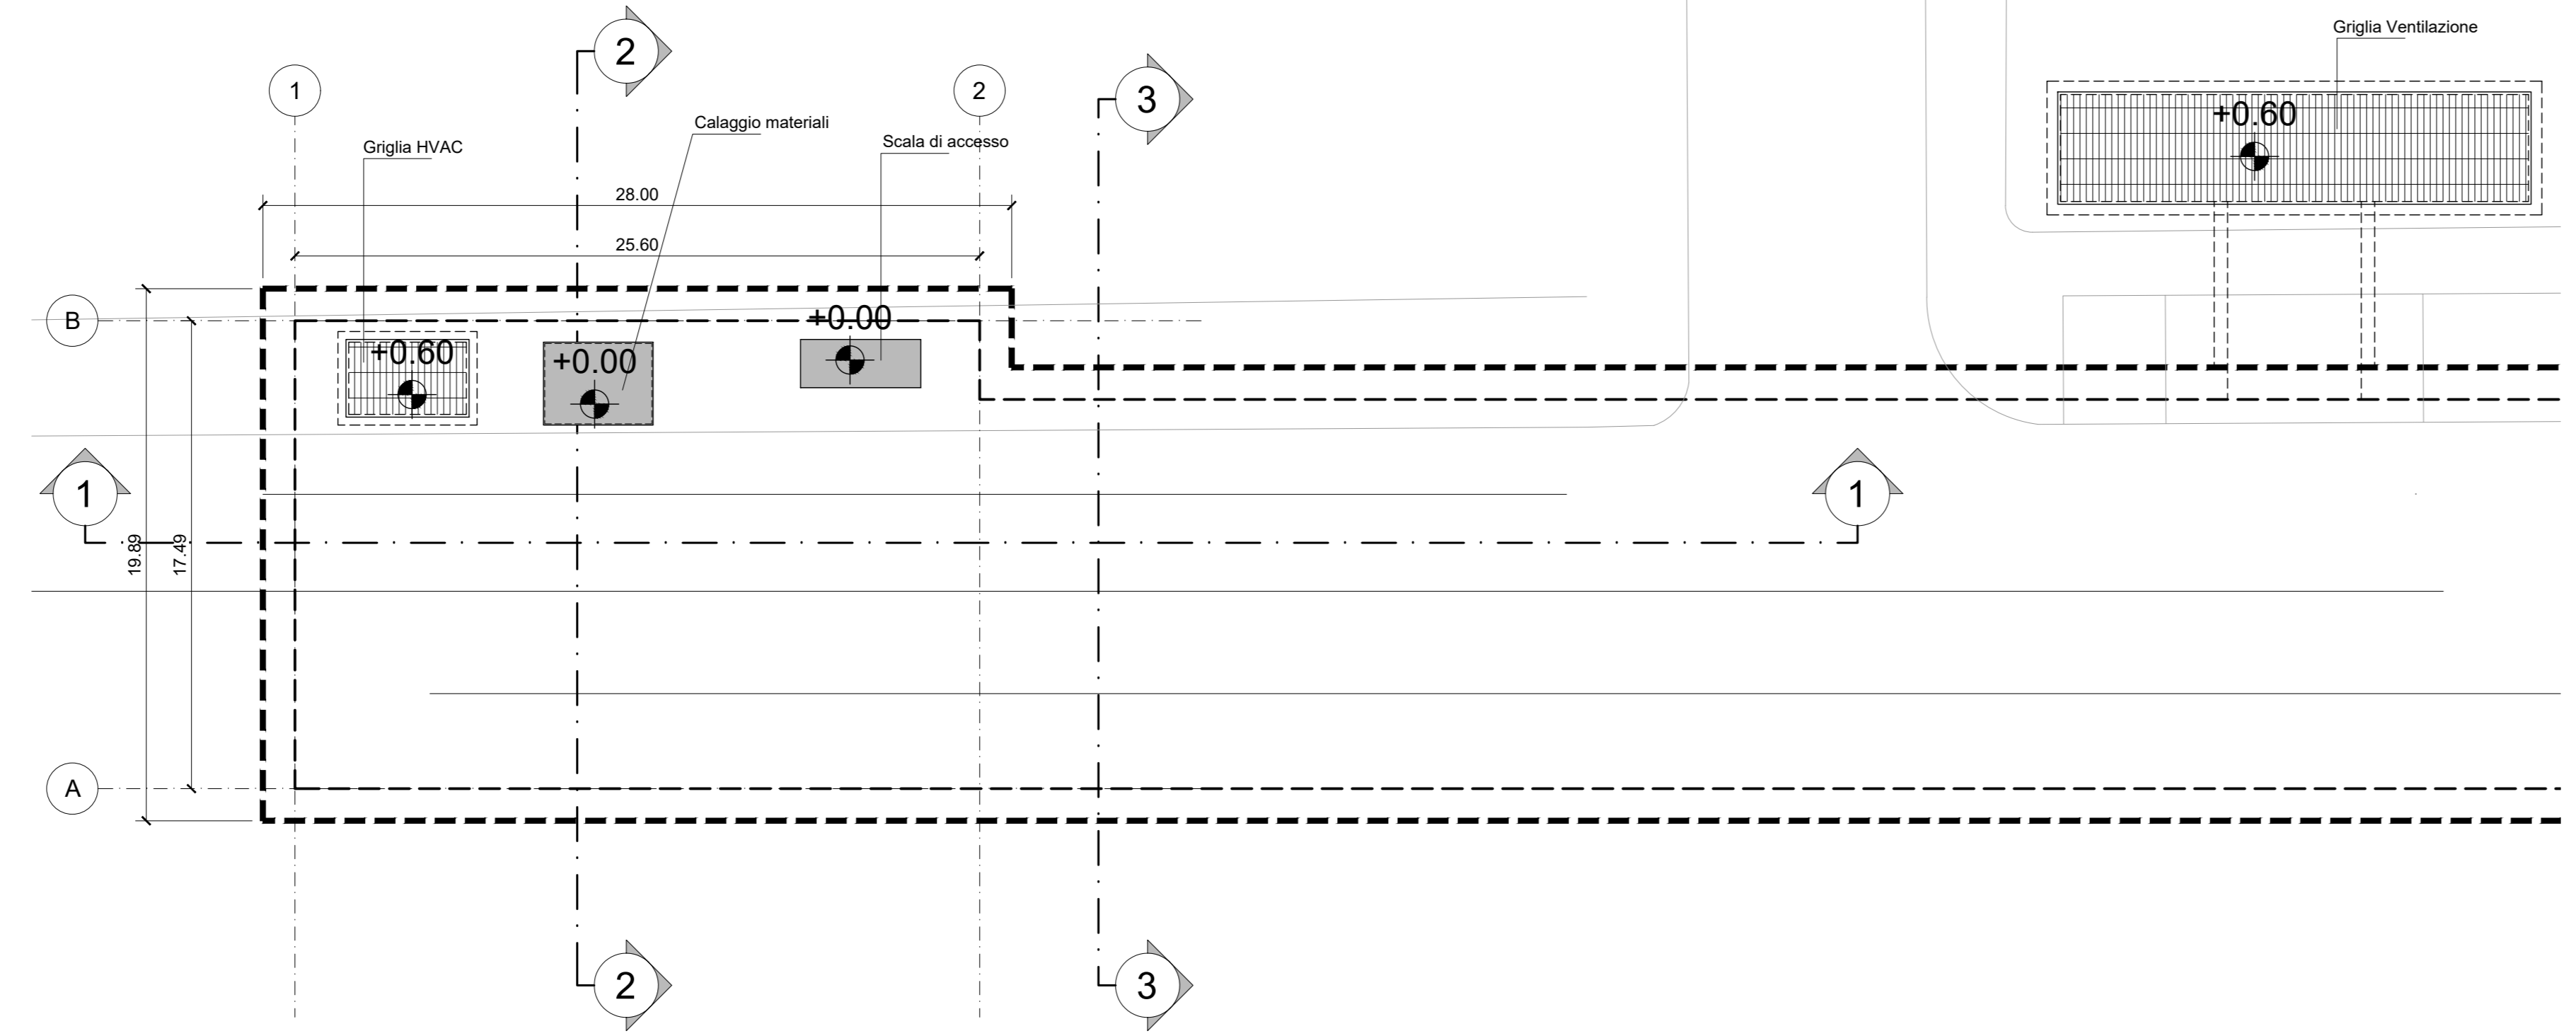 2
Griglia Ventilazione
1
2
3
+0.60
Calaggio materiali
Scala di accesso
Griglia HVAC
28.00
25.60
B
+0.00
+0.60
+0.00
1
1
19.89
17.49
A
2
3